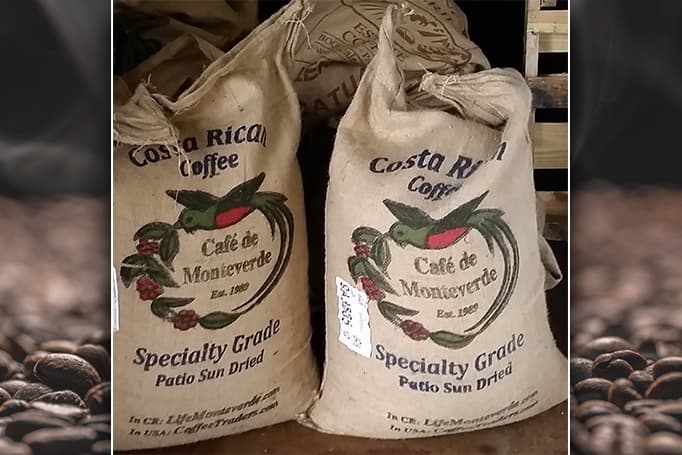 Costa Rican
Coffee
Café de
Monteverde
Est. 1989
Specialty Grade
Patio Sun Dried
In CR: LifeMonteverde.com
In USA: CoffeeTraders.com
Costa Rican
Coffee
Café de
Monteverde
Est. 1989
Specialty Grade
Patio Sun Dried
In CR: LifeMonteverde.com
In USA: CoffeeTraders.com